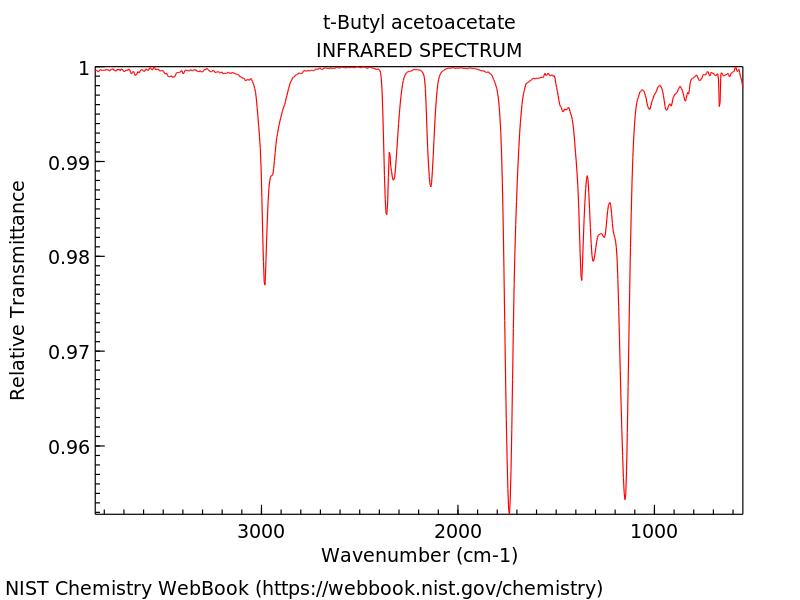 t-Butyl acetoacetate
INFRARED SPECTRUM
1
0.99
0.98
0.97
0.96
Relative Transmittance
3000 2000 1000
Wavenumber (cm-1)
NIST Chemistry WebBook (https://webbook.nist.gov/chemistry)